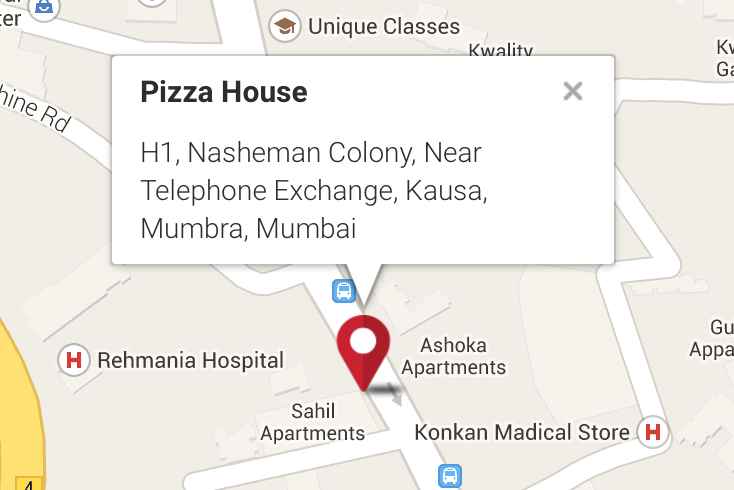 Unique Classes
Kwality
Pizza House
H1, Nasheman Colony, Near
Telephone Exchange, Kausa,
Mumbra, Mumbai
Rehmania Hospital
Ashoka
Apartments
Sahil
Apartments
Konkan Madical Store
H
H
4